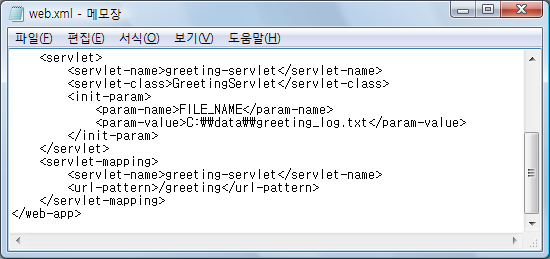 web.xml - 메모장
파일(F) 편집(E) 서식(O) 보기(V) 도움말(H)
    <servlet>
        <servlet-name>greeting-servlet</servlet-name>
        <servlet-class>GreetingServlet</servlet-class>
        <init-param>
            <param-name>FILE_NAME</param-name>
            <param-value>C:₩₩data₩₩greeting_log.txt</param-value>
        </init-param>
    </servlet>
    <servlet-mapping>
        <servlet-name>greeting-servlet</servlet-name>
        <url-pattern>/greeting</url-pattern>
    </servlet-mapping>
</web-app>